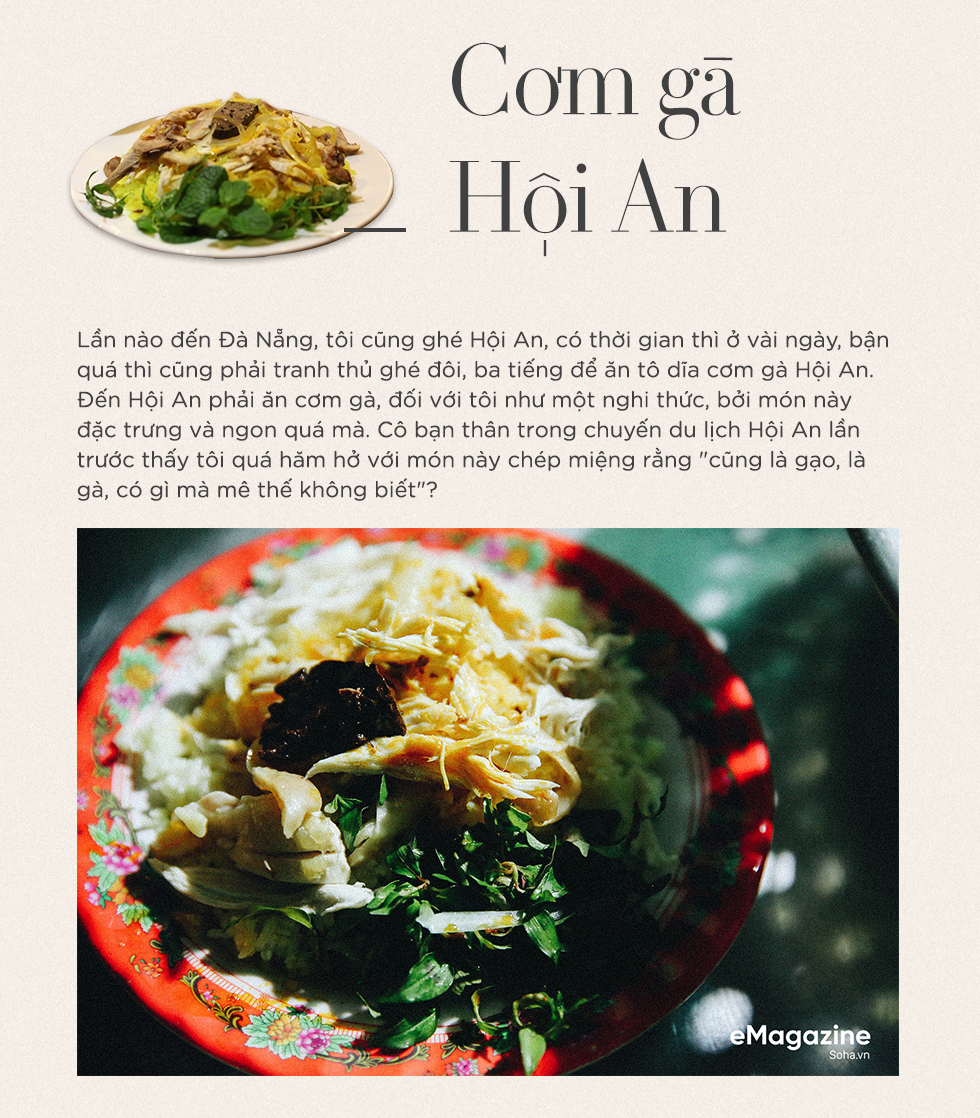 Cơm gà
Hội An
Lần nào đến Đà Nẵng, tôi cũng ghé Hội An, có thời gian thì ở vài ngày, bận
quá thì cũng phải tranh thủ ghé đôi, ba tiếng để ăn tô dĩa cơm gà Hội An.
Đến Hội An phải ăn cơm gà, đối với tôi như một nghi thức, bởi món này
đặc trưng và ngon quá mà. Cô bạn thân trong chuyến du lịch Hội An lần
trước thấy tôi quá hăm hở với món này chép miệng rằng "cũng là gạo, là
gà, có gì mà mê thế không biết"?
eMagazine
Soha.vn